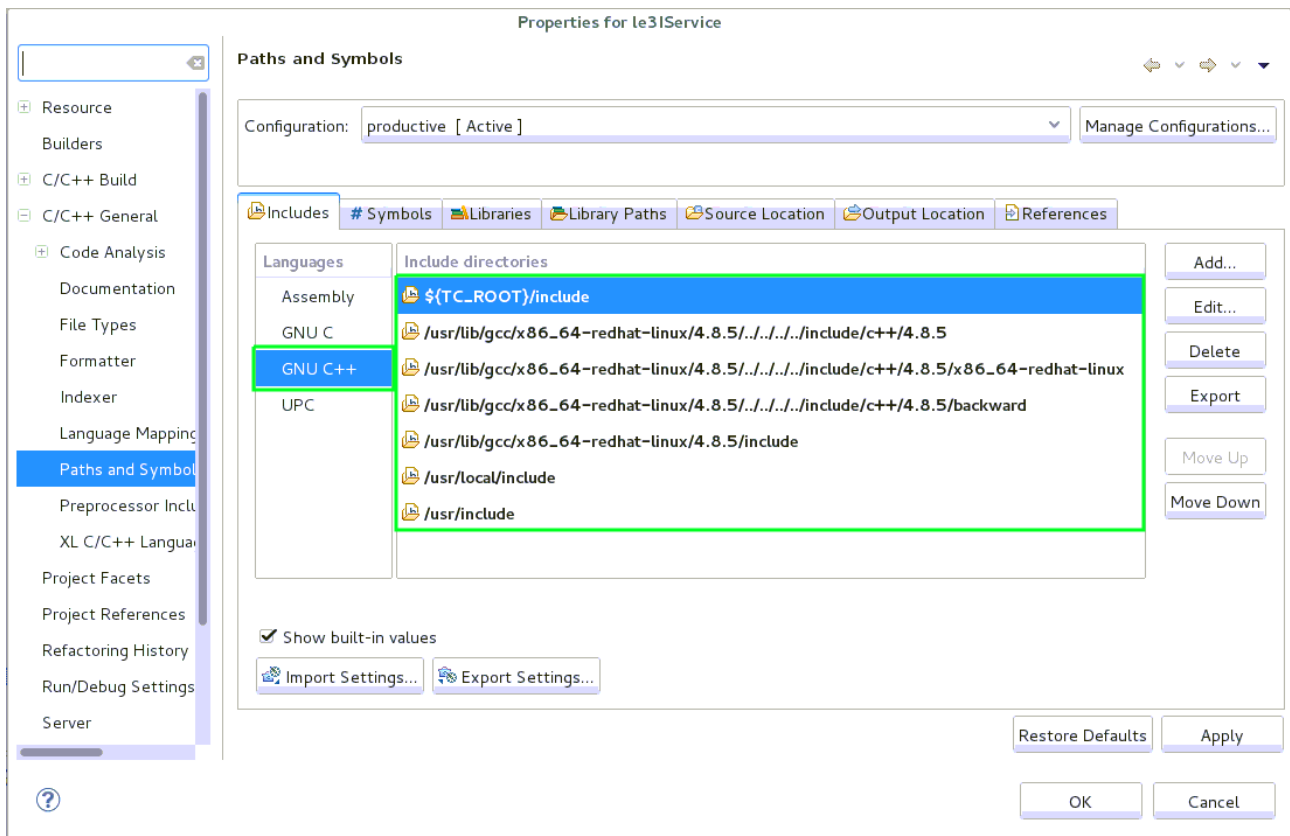 Properties for le3IService
Paths and Symbols
Resource
Builders
C/C++ Build
C/C++ General
Code Analysis
Documentation
File Types
Formatter
Indexer
Language Mapping
Paths and Symbol
Preprocessor Inclu
XL C/C++ Langua
Project Facets
Project References
Refactoring History
Run/Debug Settings
Server
Configuration: productive [ Active ] Manage Configurations...
Includes # Symbols Libraries Library Paths Source Location Output Location References
Languages
Assembly
GNU C
GNU C++
UPC
Include directories
${TC_ROOT}/include
/usr/lib/gcc/x86_64-redhat-linux/4.8.5/../../../../include/c++/4.8.5
/usr/lib/gcc/x86_64-redhat-linux/4.8.5/../../../../include/c++/4.8.5/x86_64-redhat-linux
/usr/lib/gcc/x86_64-redhat-linux/4.8.5/../../../../include/c++/4.8.5/backward
/usr/lib/gcc/x86_64-redhat-linux/4.8.5/include
/usr/local/include
/usr/include
Add...
Edit...
Delete
Export
Move Up
Move Down
Show built-in values
Import Settings... Export Settings...
Restore Defaults Apply
OK Cancel